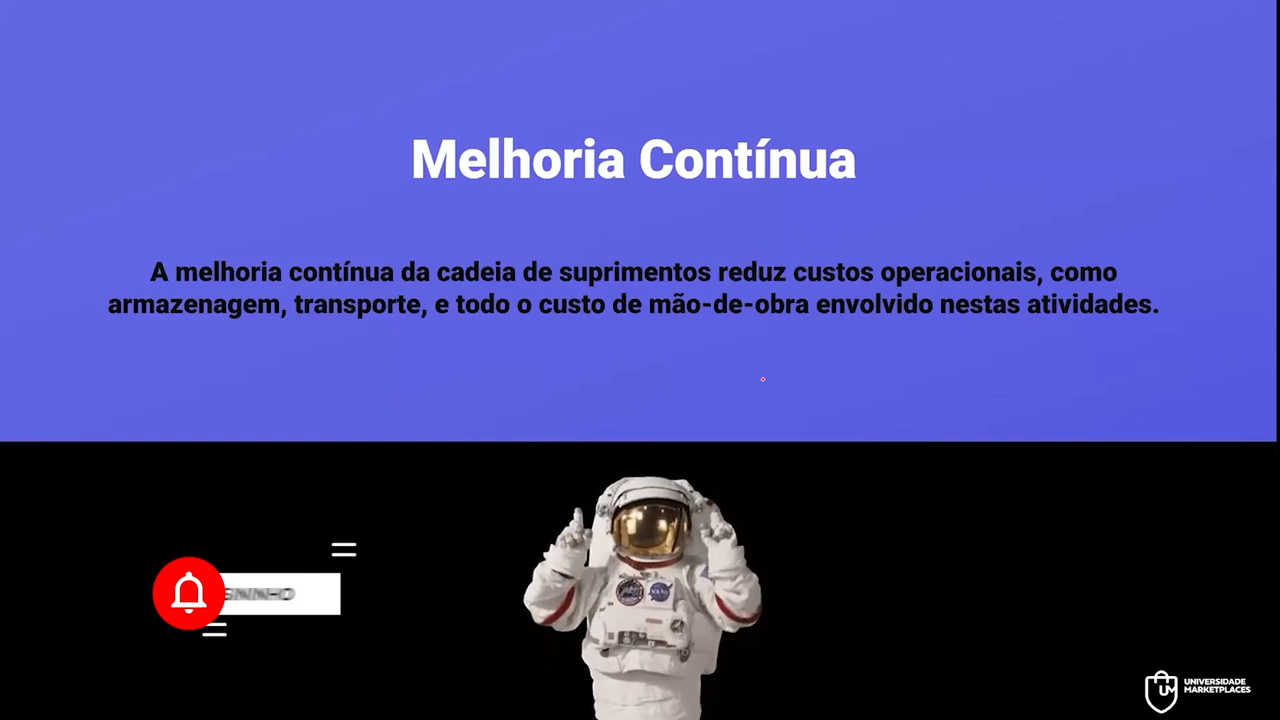 Melhoria Contínua
A melhoria contínua da cadeia de suprimentos reduz custos operacionais, como
armazenagem, transporte, e todo o custo de mão-de-obra envolvido nestas atividades.
UM UNIVERSIDADE
MARKETPLACES